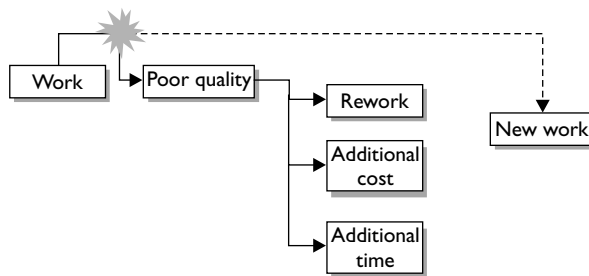 Work
Poor quality
Rework
New work
Additional
cost
Additional
time